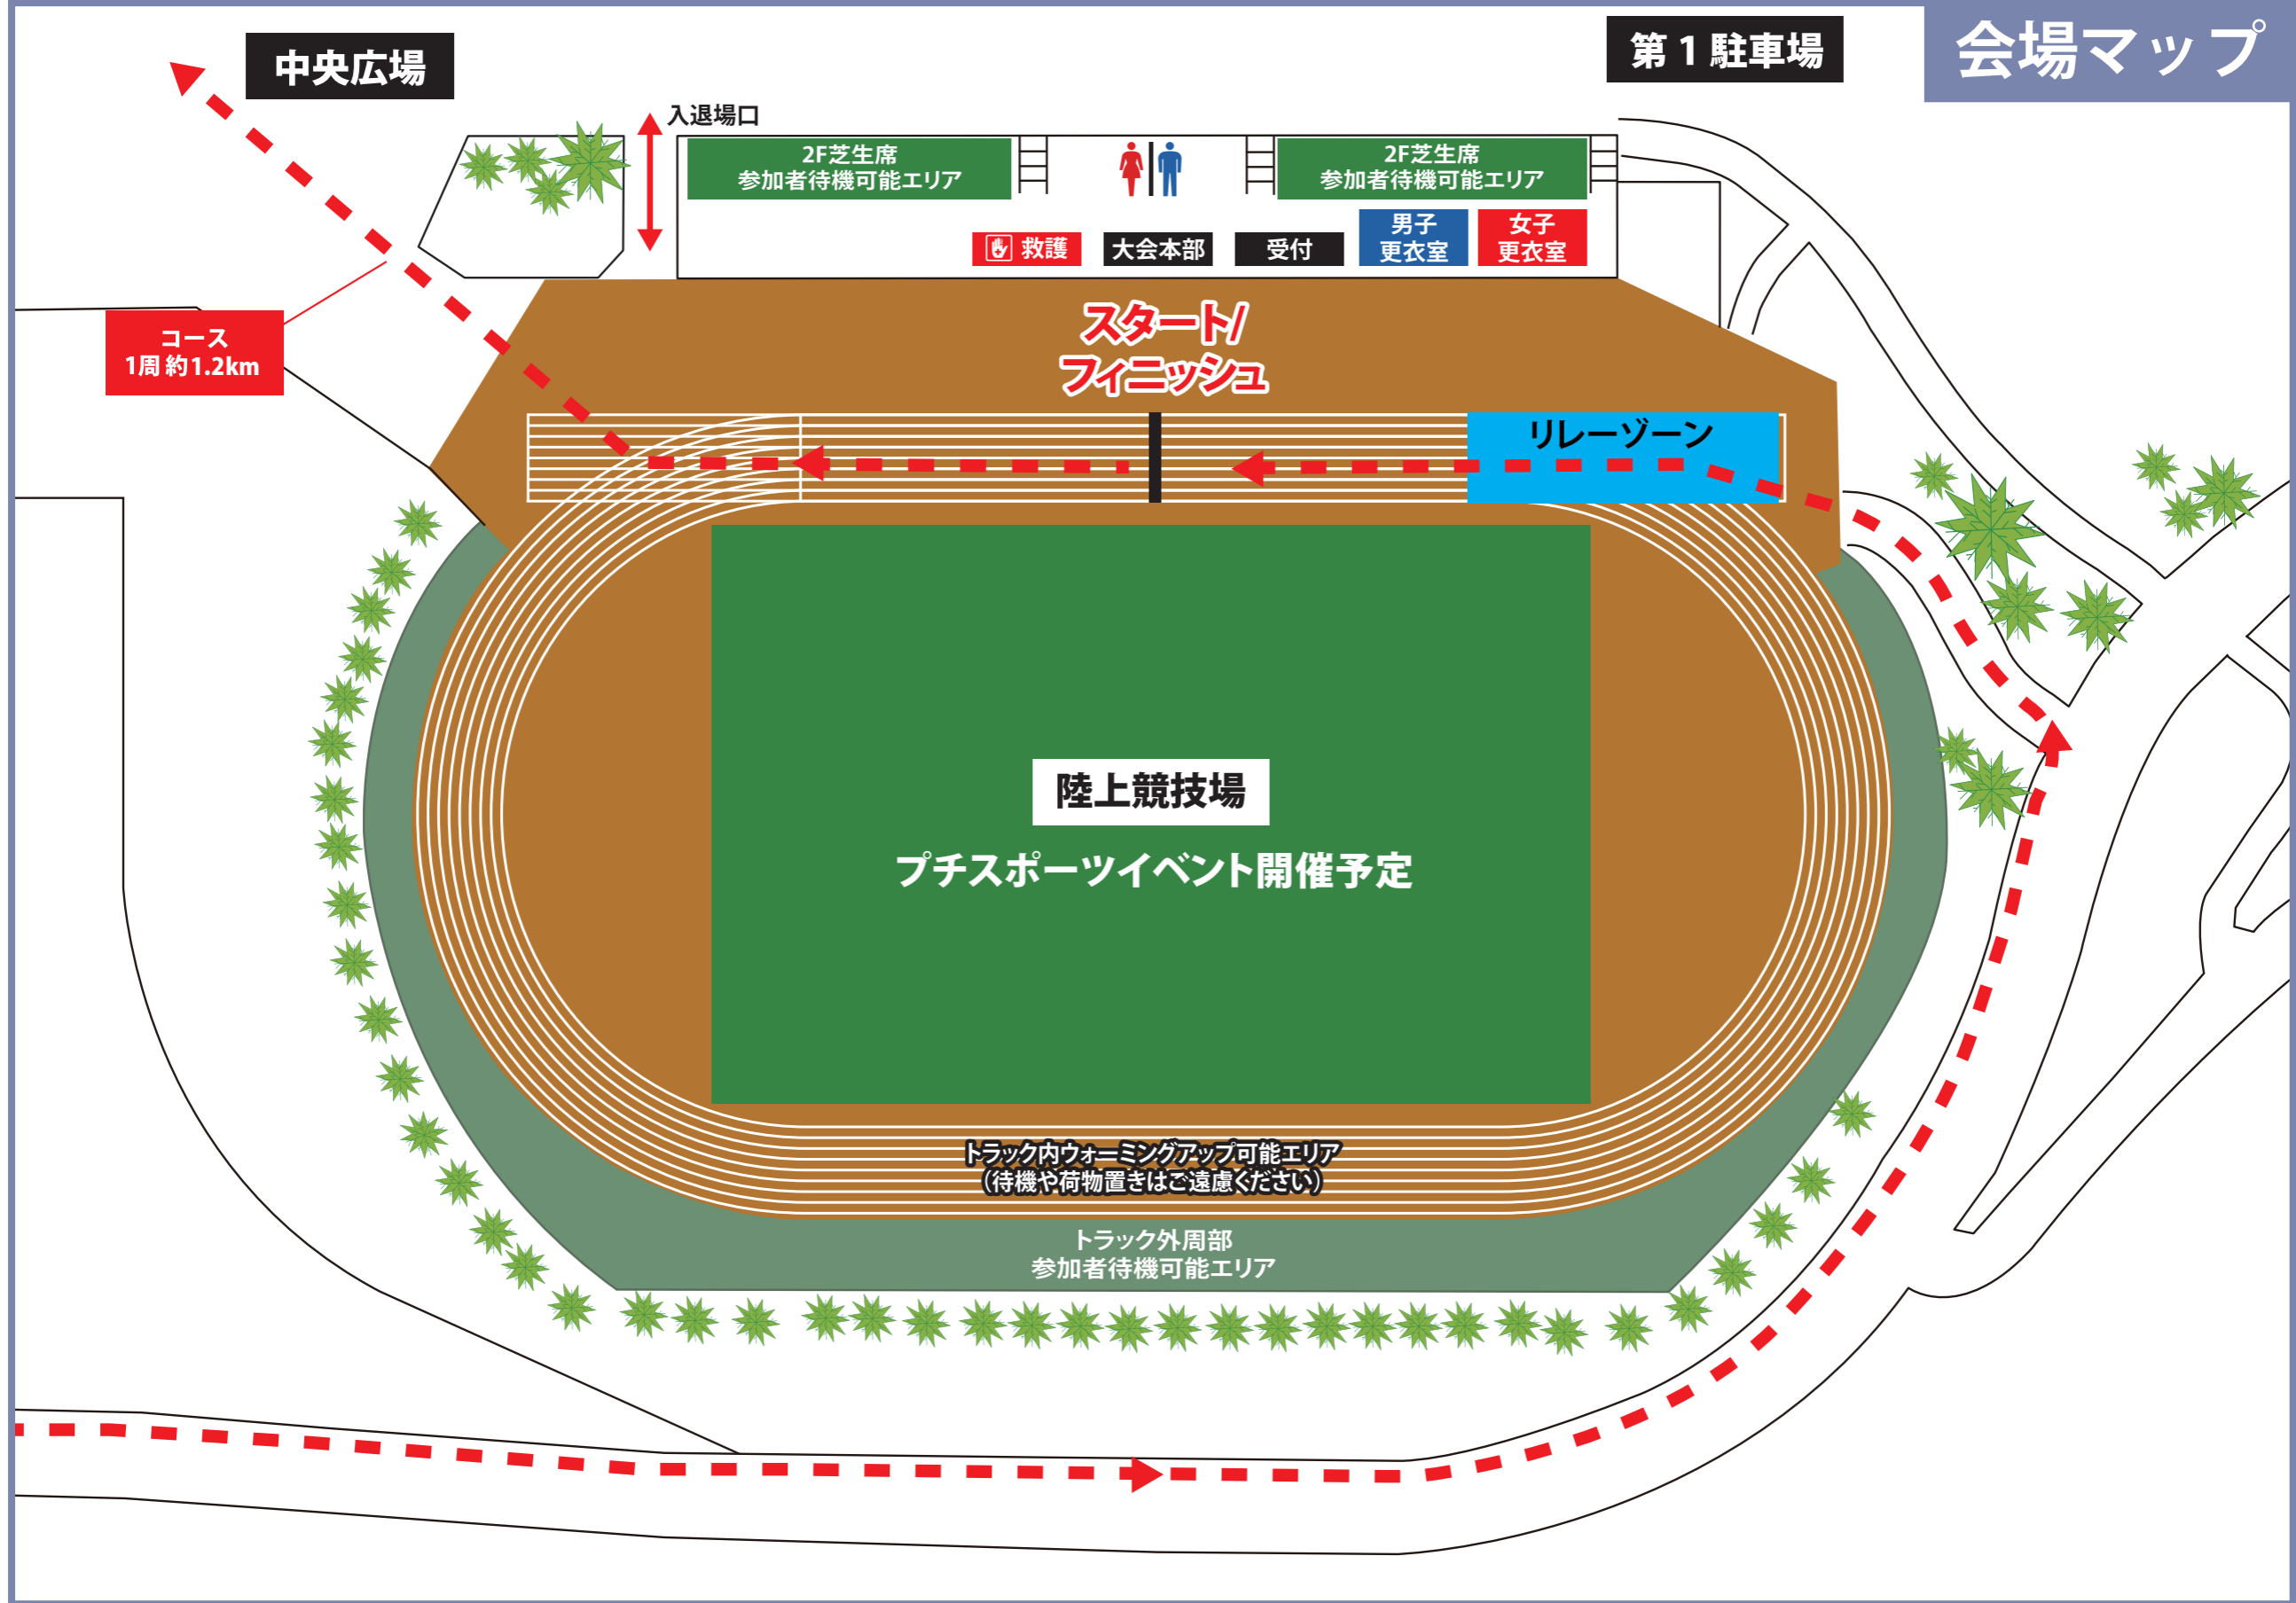 会場マップ
中央広場
第1駐車場
入退場口
2F芝生席
参加者待機可能エリア
2F芝生席
参加者待機可能エリア
救護
大会本部
受付
男子
更衣室
女子
更衣室
コース
1周 約1.2km
スタート/
フィニッシュ
リレーゾーン
陸上競技場
プチスポーツイベント開催予定
トラック内ウォーミングアップ可能エリア
(待機や荷物置きはご遠慮ください)
トラック外周部
参加者待機可能エリア